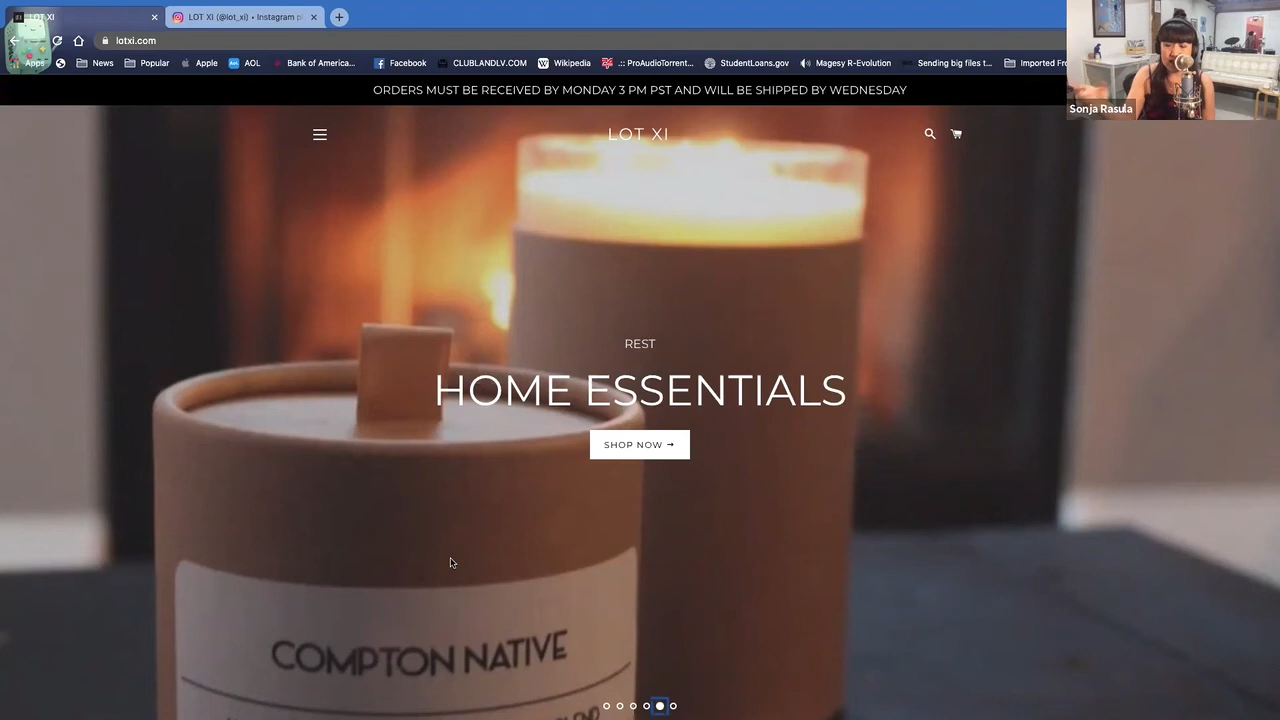 LOT XI
LOT XI (@lot_xi) • Instagram p
lotxi.com
Apps
News
Popular
Apple
AOL
Bank of America...
Facebook
CLUBLANDLV.COM
Wikipedia
.:: ProAudioTorrent...
StudentLoans.gov
Magesy R-Evolution
Sending big files t...
Imported Fro
Sonja Rasula
ORDERS MUST BE RECEIVED BY MONDAY 3 PM PST AND WILL BE SHIPPED BY WEDNESDAY
LOT XI
REST
HOME ESSENTIALS
SHOP NOW →
COMPTON NATIVE